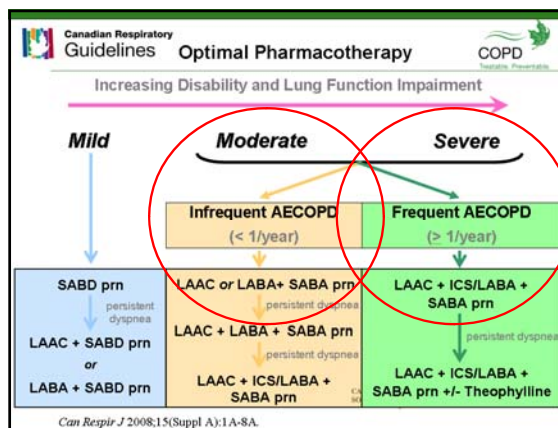 Canadian Respiratory
Guidelines
Optimal Pharmacotherapy
COPD
Treatable. Preventable.
Increasing Disability and Lung Function Impairment
Mild
Moderate
Severe
Infrequent AECOPD
(< 1/year)
Frequent AECOPD
(≥ 1/year)
SABD prn
persistent
dyspnea
LAAC + SABD prn
or
LABA + SABD prn
LAAC or LABA+ SABA prn
persistent dyspnea
LAAC + LABA + SABA prn
persistent dyspnea
LAAC + ICS/LABA +
SABA prn
LAAC + ICS/LABA +
SABA prn
persistent dyspnea
LAAC + ICS/LABA +
SABA prn +/- Theophylline
Can Respir J 2008;15(Suppl A):1A-8A.